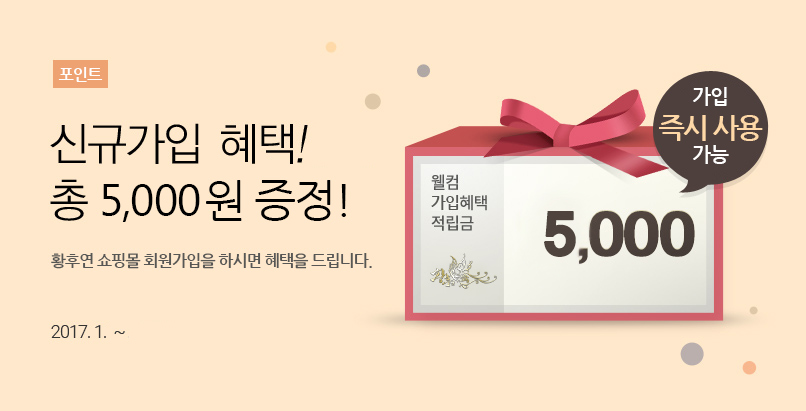 포인트
신규가입 혜택!
총 5,000원 증정!
황후연 쇼핑몰 회원가입을 하시면 혜택을 드립니다.
2017. 1. ~
가입
즉시 사용
가능
웰컴
가입혜택
적립금
5,000